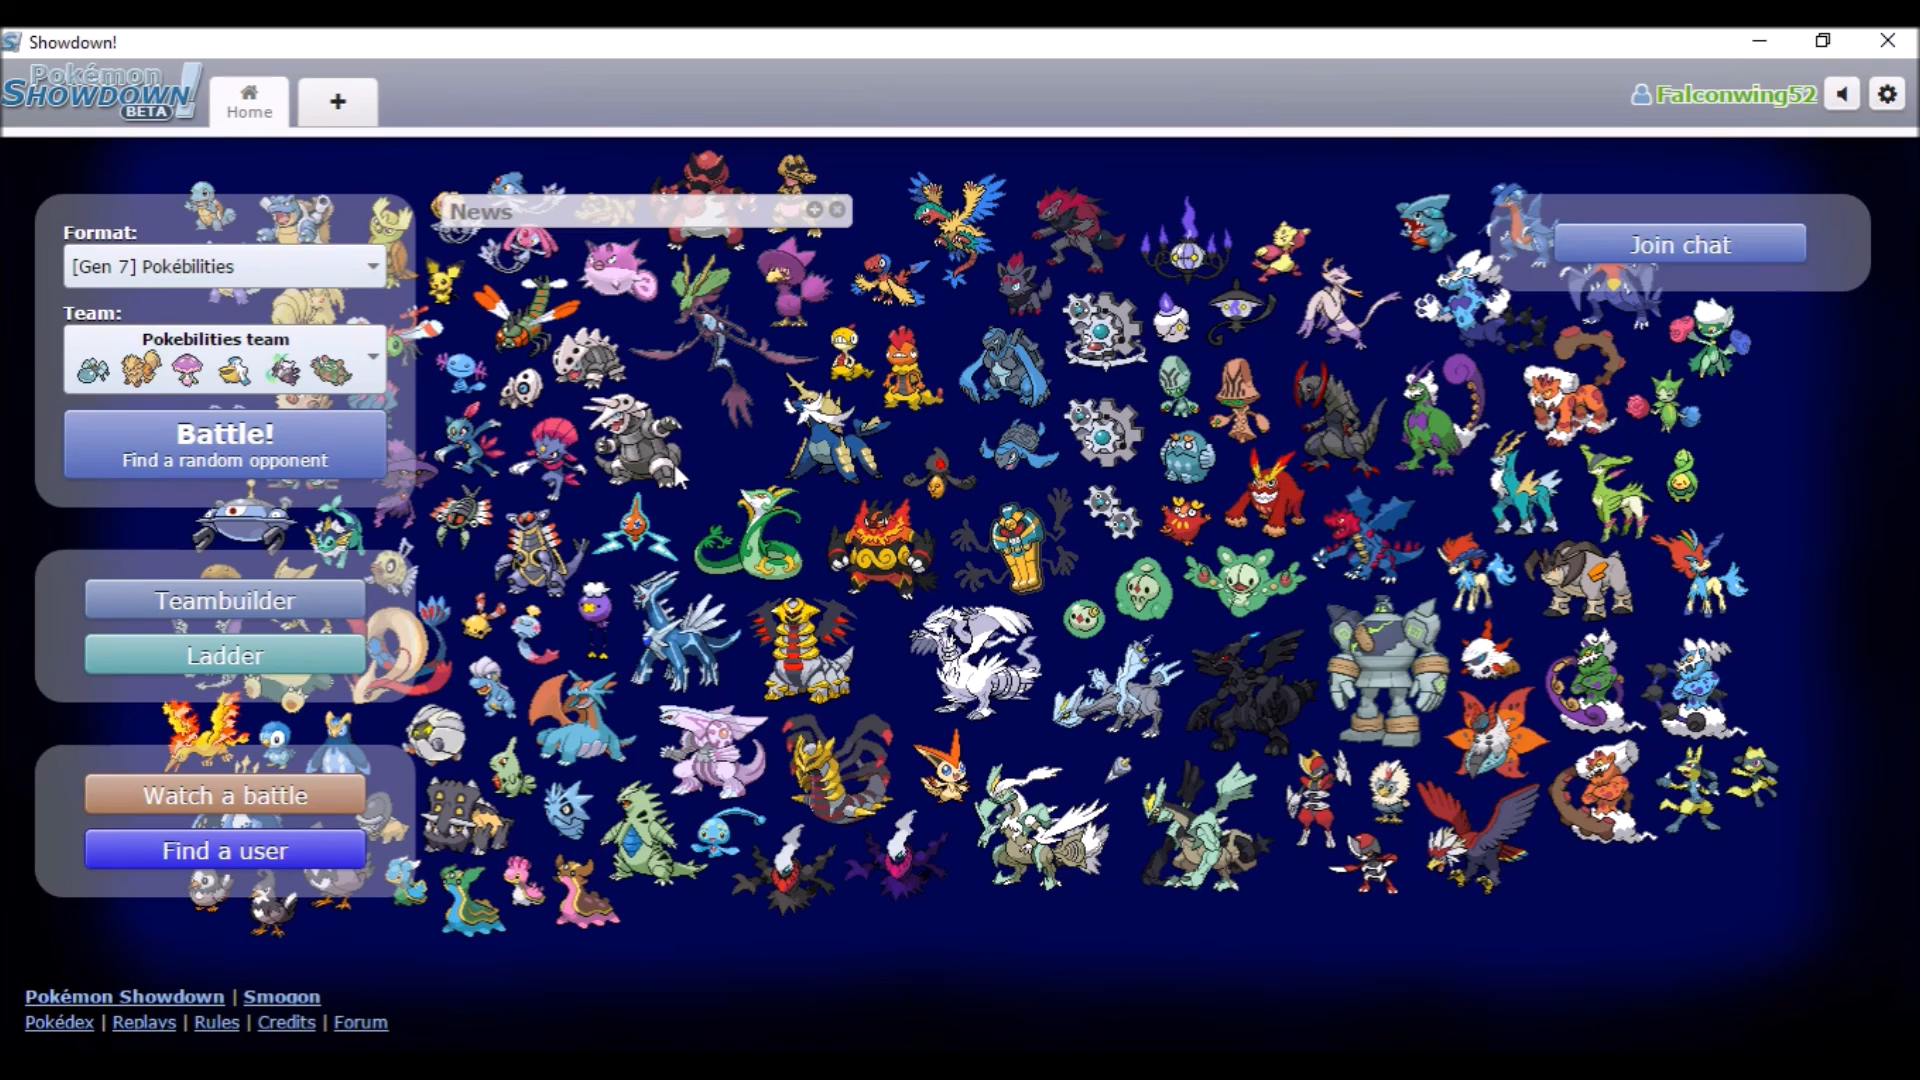 Showdown!
Pokémon
SHOWDOWN!
BETA
Home
+
Falconwing52
News
Format:
[Gen 7] Pokébilities
Team:
Pokebilities team
Battle!
Find a random opponent
Join chat
Teambuilder
Ladder
Watch a battle
Find a user
Pokémon Showdown | Smogon
Pokédex | Replays | Rules | Credits | Forum